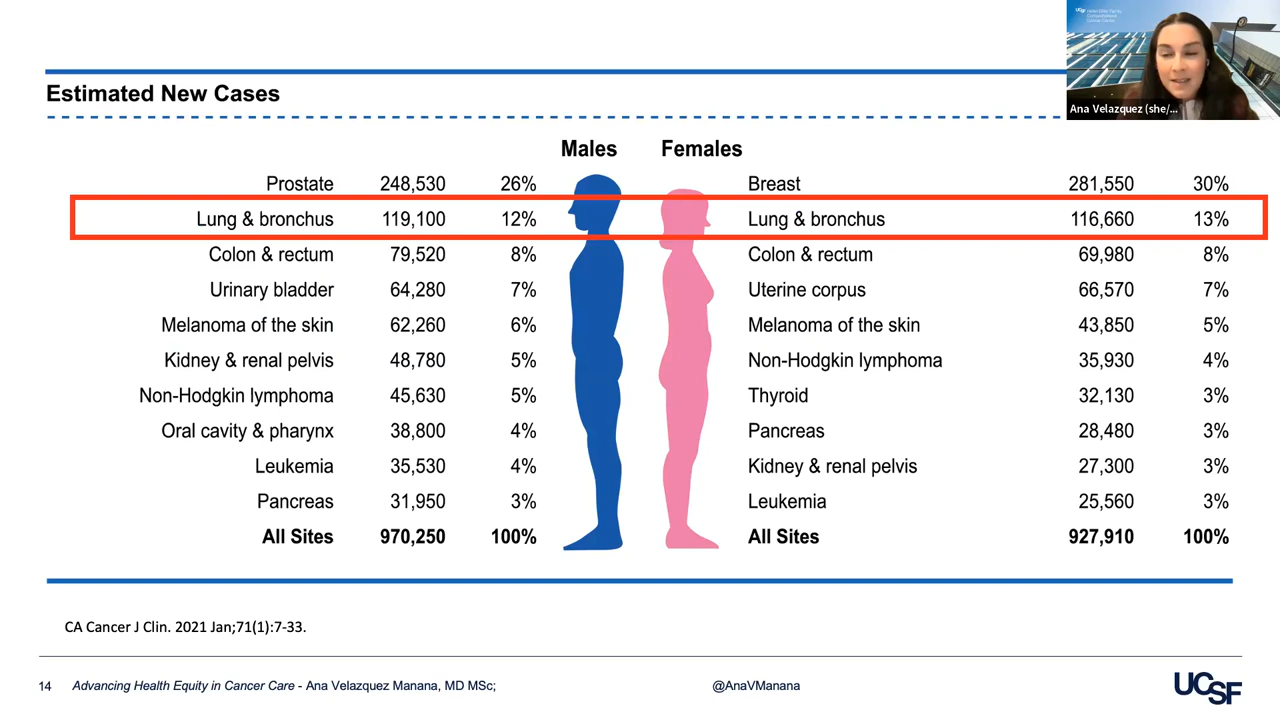 Estimated New Cases
Ana Velazquez (she/...
Males Females
Prostate 248,530 26% Breast 281,550 30%
Lung & bronchus 119,100 12% Lung & bronchus 116,660 13%
Colon & rectum 79,520 8% Colon & rectum 69,980 8%
Urinary bladder 64,280 7% Uterine corpus 66,570 7%
Melanoma of the skin 62,260 6% Melanoma of the skin 43,850 5%
Kidney & renal pelvis 48,780 5% Non-Hodgkin lymphoma 35,930 4%
Non-Hodgkin lymphoma 45,630 5% Thyroid 32,130 3%
Oral cavity & pharynx 38,800 4% Pancreas 28,480 3%
Leukemia 35,530 4% Kidney & renal pelvis 27,300 3%
Pancreas 31,950 3% Leukemia 25,560 3%
All Sites 970,250 100% All Sites 927,910 100%
CA Cancer J Clin. 2021 Jan;71(1):7-33.
14 Advancing Health Equity in Cancer Care - Ana Velazquez Manana, MD MSc; @AnaVManana UCSF